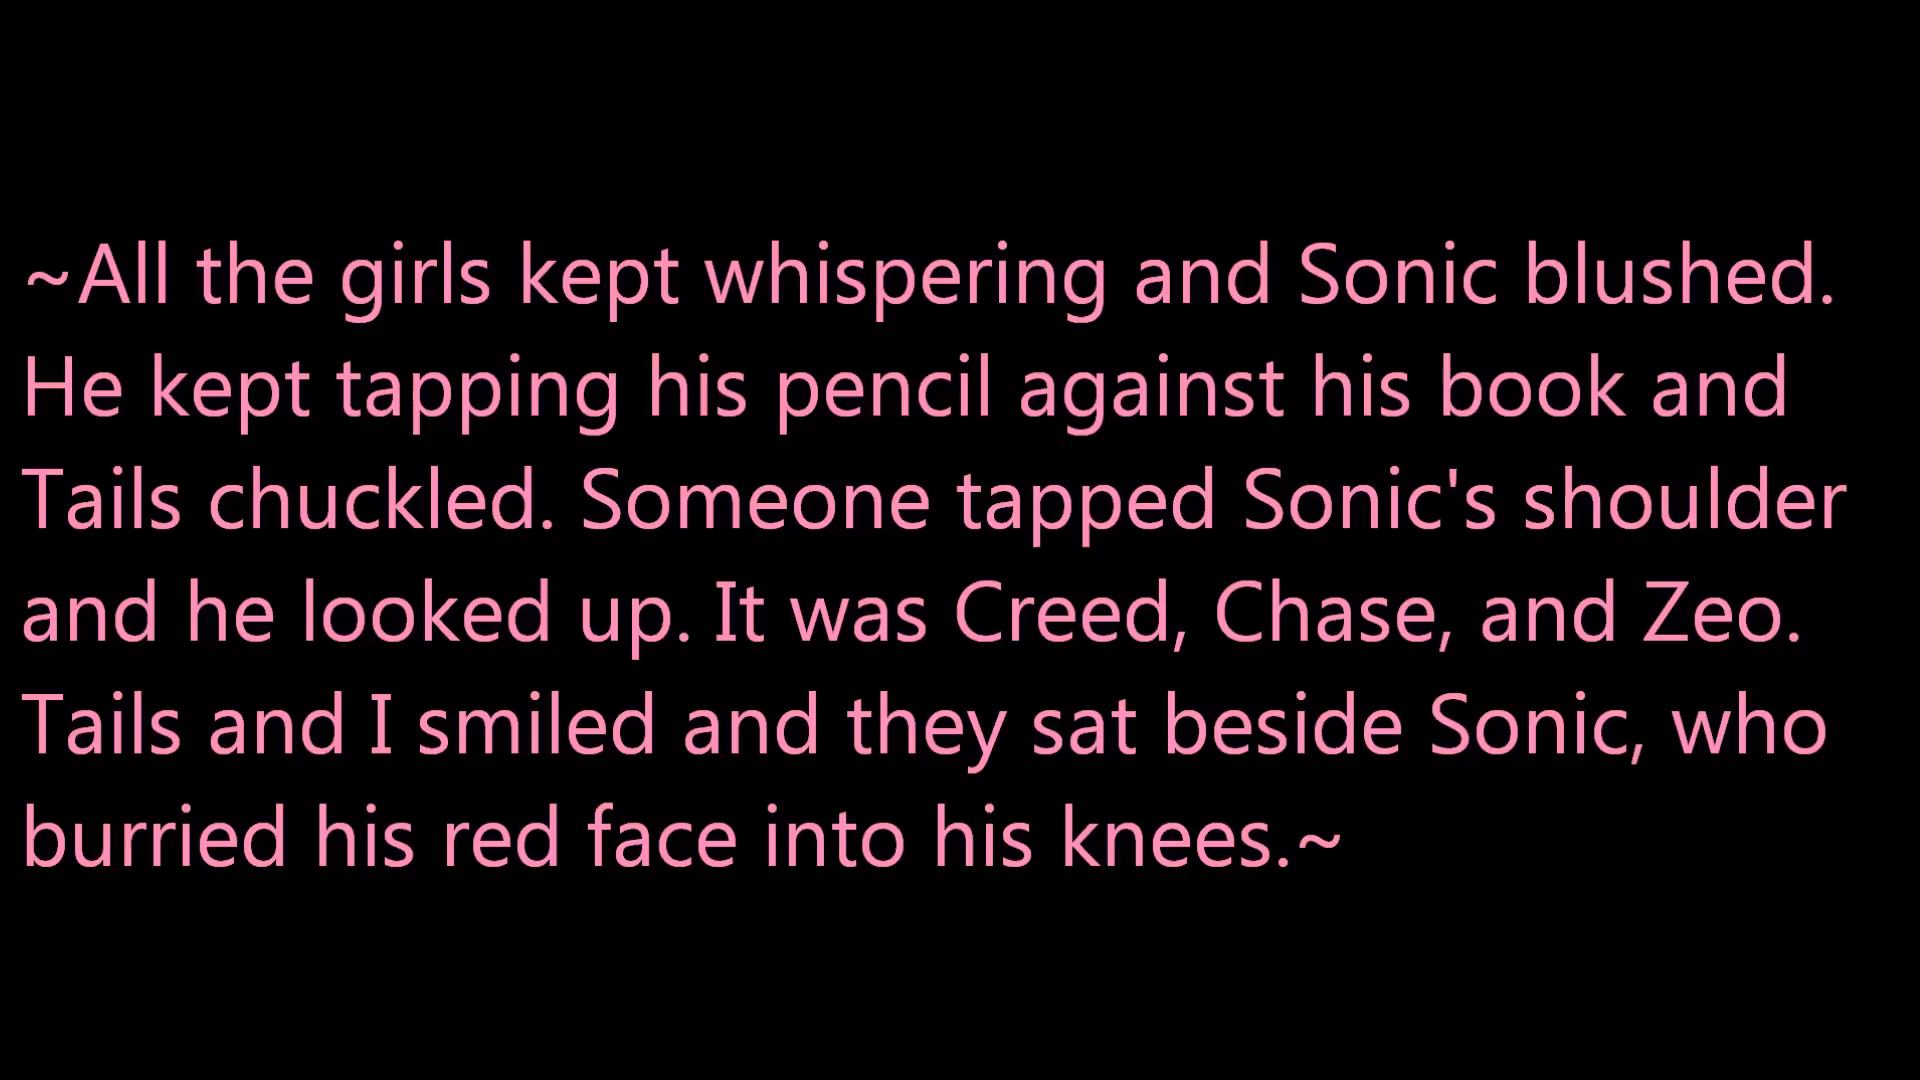 ~All the girls kept whispering and Sonic blushed.
He kept tapping his pencil against his book and
Tails chuckled. Someone tapped Sonic's shoulder
and he looked up. It was Creed, Chase, and Zeo.
Tails and I smiled and they sat beside Sonic, who
burried his red face into his knees.~